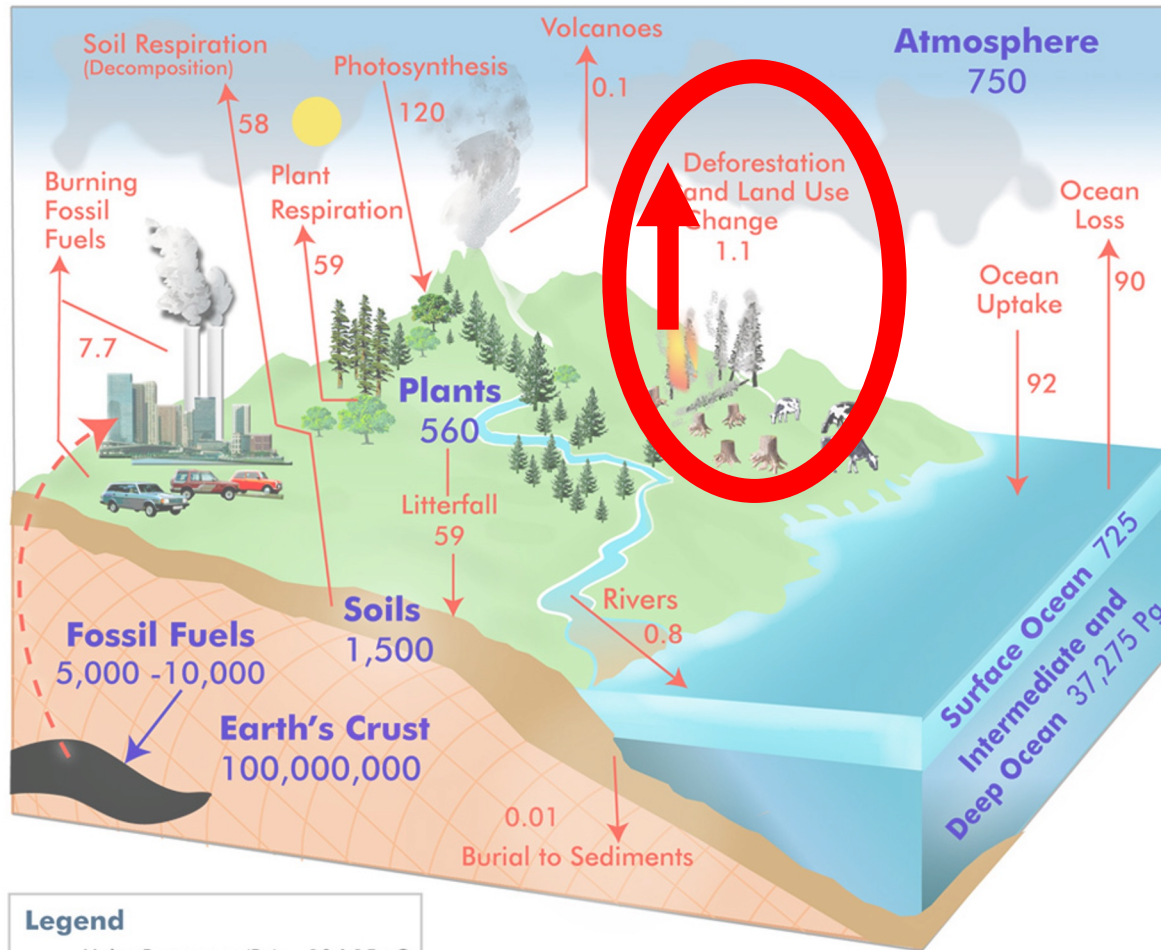 Soil Respiration
(Decomposition)
58
Photosynthesis
120
Volcanoes
0.1
Atmosphere
750
Burning
Fossil
Fuels
7.7
Plant
Respiration
59
Deforestation
and Land Use
Change
1.1
Ocean
Uptake
92
Ocean
Loss
90
Plants
560
Litterfall
59
Soils
1,500
Rivers
0.8
Fossil Fuels
5,000 -10,000
Earth's Crust
100,000,000
0.01
Burial to Sediments
Surface Ocean 725
Intermediate and
Deep Ocean 37,275 Pg
Legend